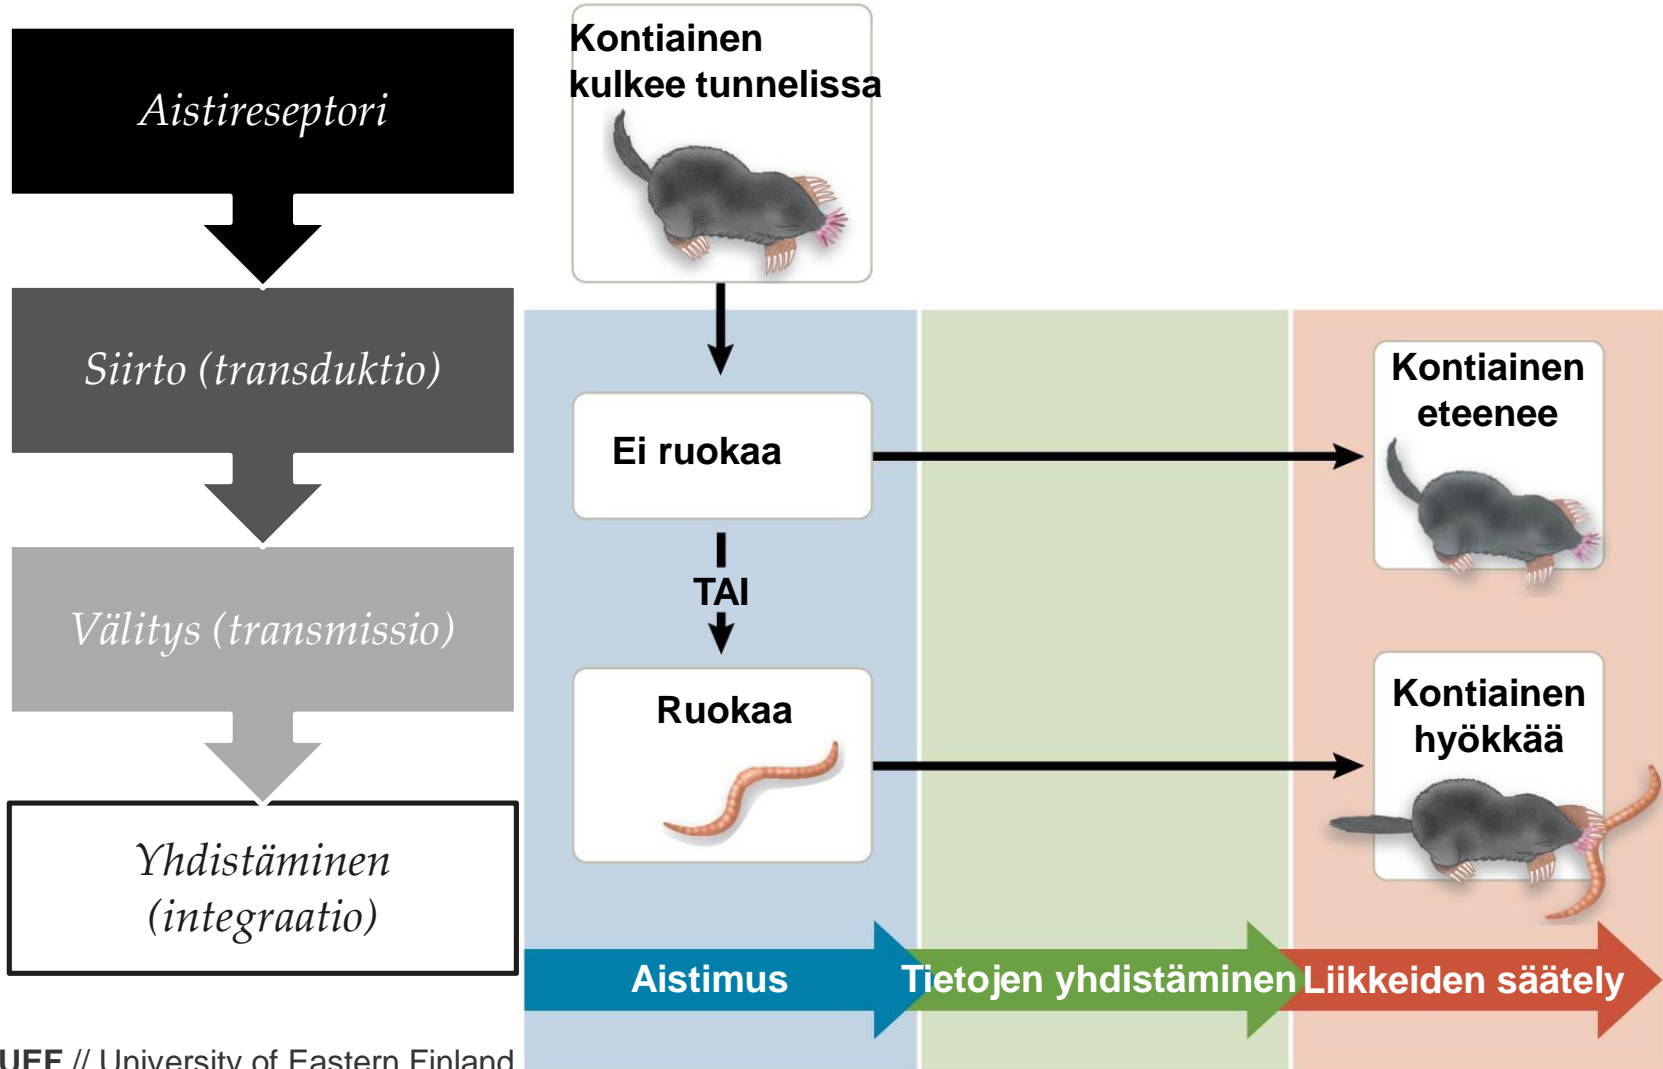 Aistireseptori
Siirto (transduktio)
Välitys (transmissio)
Yhdistäminen
(integraatio)
Kontiainen
kulkee tunnelissa
Ei ruokaa
TAI
Ruokaa
Kontiainen
eteenee
Kontiainen
hyökkää
Aistimus
Tietojen yhdistäminen
Liikkeiden säätely
UEF // University of Eastern Finland